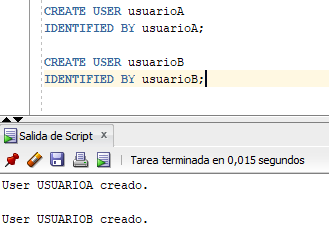 CREATE USER usuarioA
IDENTIFIED BY usuarioA;
CREATE USER usuarioB
IDENTIFIED BY usuarioB;
Salida de Script x
Tarea terminada en 0,015 segundos
User USUARIOA creado.
User USUARIOB creado.